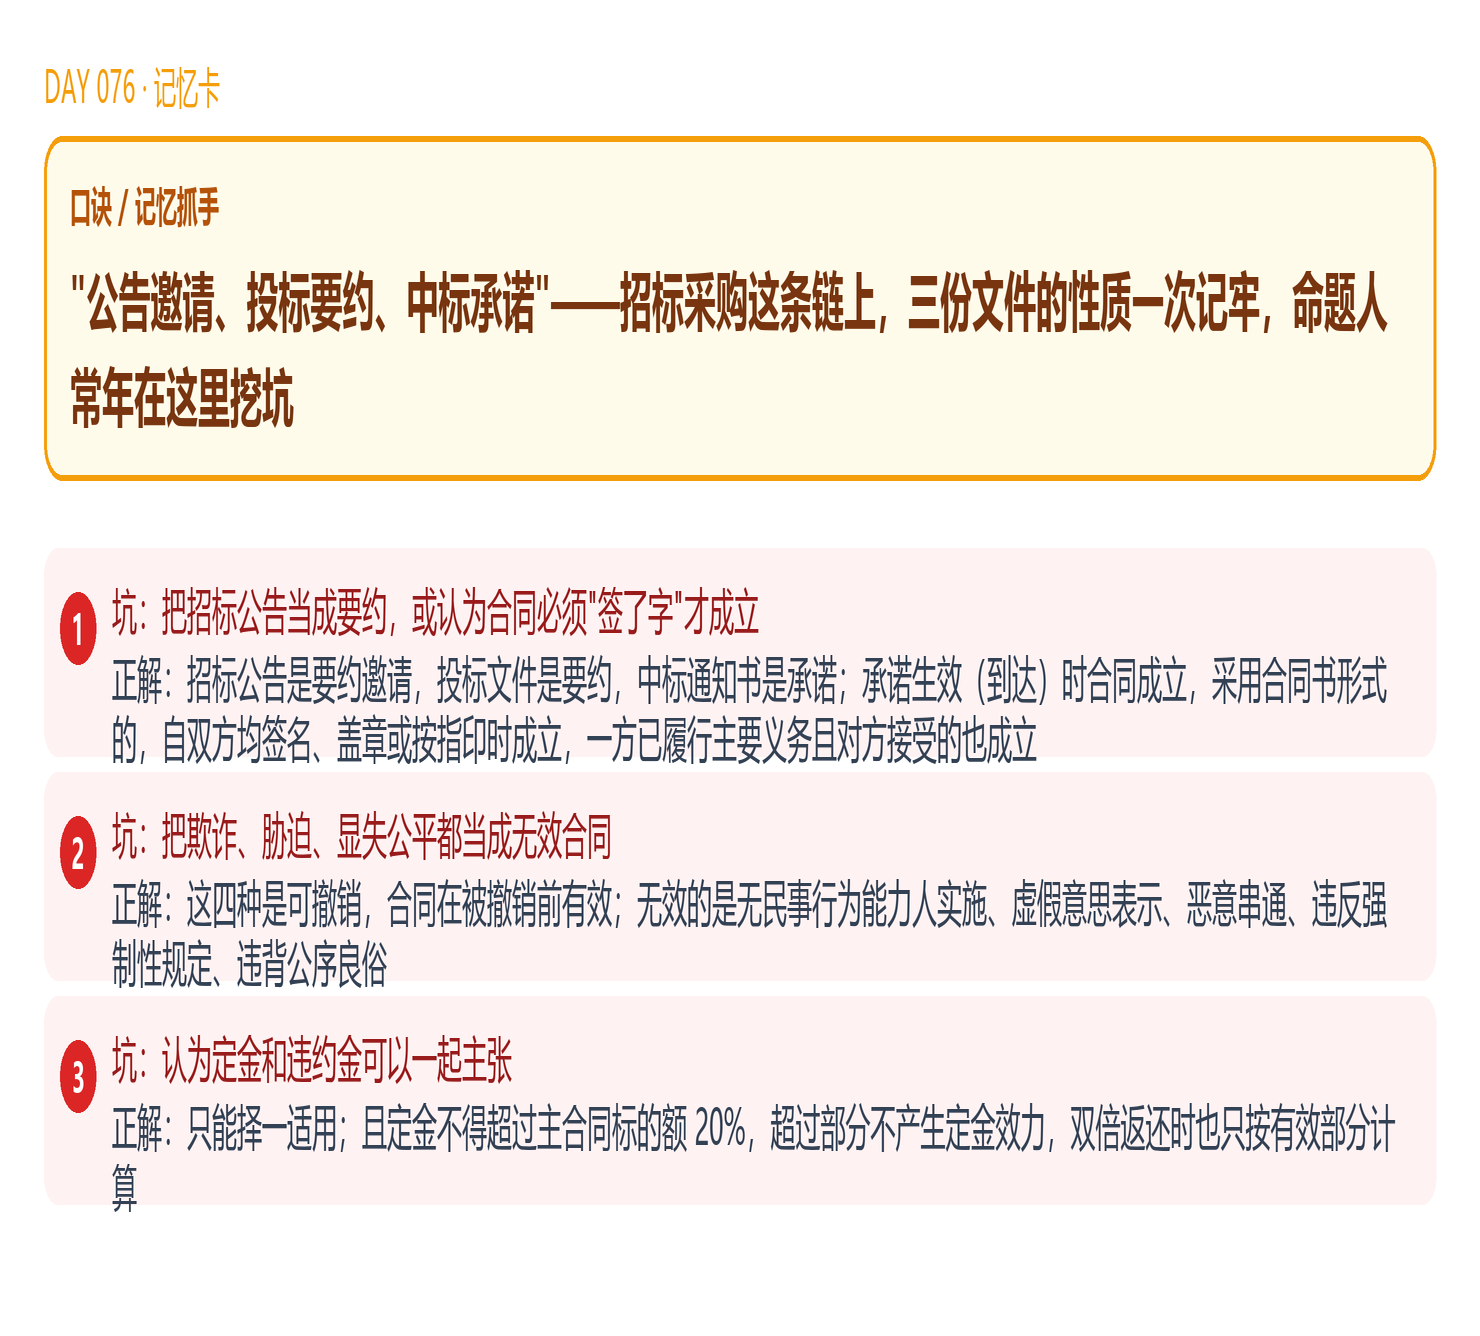 DAY 076 · 记忆卡
口诀 / 记忆抓手
"公告邀请、投标要约、中标承诺"——招标采购这条链上，三份文件的性质一次记牢，命题人
常年在这里挖坑
1
坑：把招标公告当成要约，或认为合同必须"签了字"才成立
正解：招标公告是要约邀请，投标文件是要约，中标通知书是承诺；承诺生效（到达）时合同成立，采用合同书形式
的，自双方均签名、盖章或按指印时成立，一方已履行主要义务且对方接受的也成立
2
坑：把欺诈、胁迫、显失公平都当成无效合同
正解：这四种是可撤销，合同在被撤销前有效；无效的是无民事行为能力人实施、虚假意思表示、恶意串通、违反强
制性规定、违背公序良俗
3
坑：认为定金和违约金可以一起主张
正解：只能择一适用；且定金不得超过主合同标的额 20%，超过部分不产生定金效力，双倍返还时也只按有效部分计
算